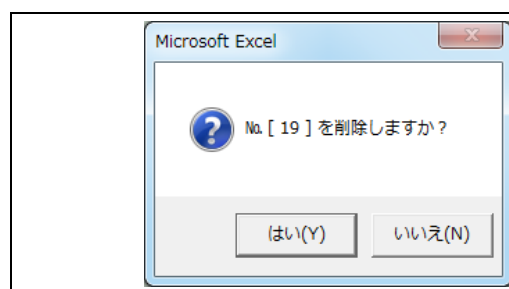 Microsoft Excel
№ [ 19 ] を削除しますか？
はい(Y)
いいえ(N)